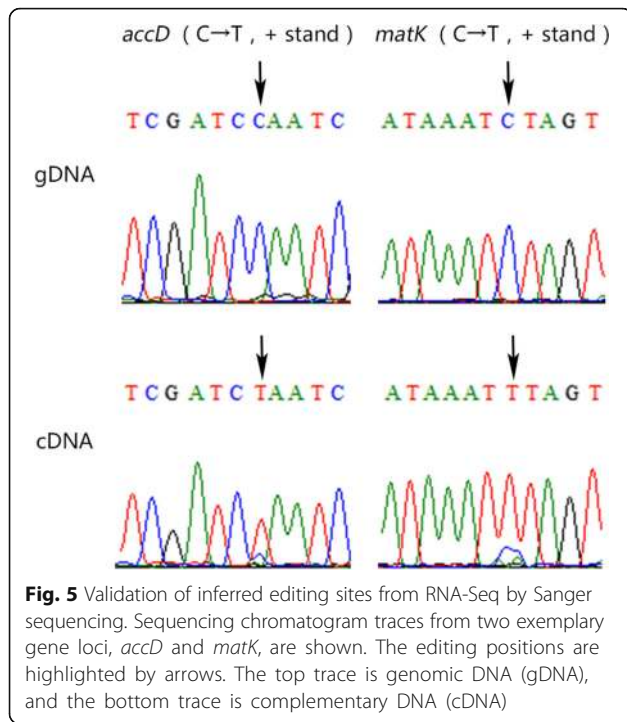 accD ( C→T , + stand ) matK ( C→T , + stand )
TCGATCCAATC ATAAATCTAGT
gDNA
TCGATCTAATC ATAAATTTAGT
cDNA
Fig. 5 Validation of inferred editing sites from RNA-Seq by Sanger
sequencing. Sequencing chromatogram traces from two exemplary
gene loci, accD and matK, are shown. The editing positions are
highlighted by arrows. The top trace is genomic DNA (gDNA),
and the bottom trace is complementary DNA (cDNA)